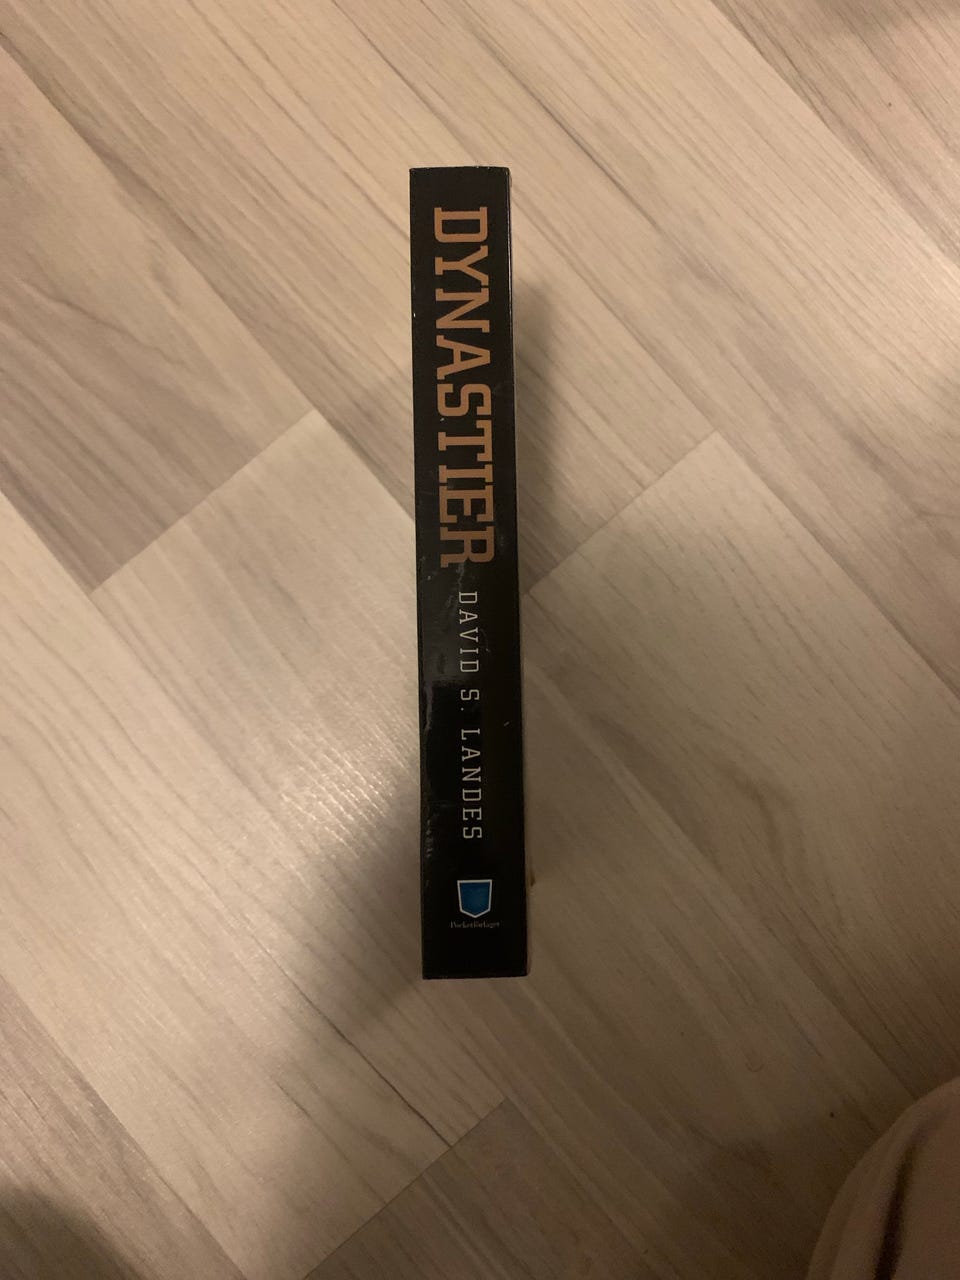 DYNASTIER
DAVID S. LANDES
Pocketförlaget